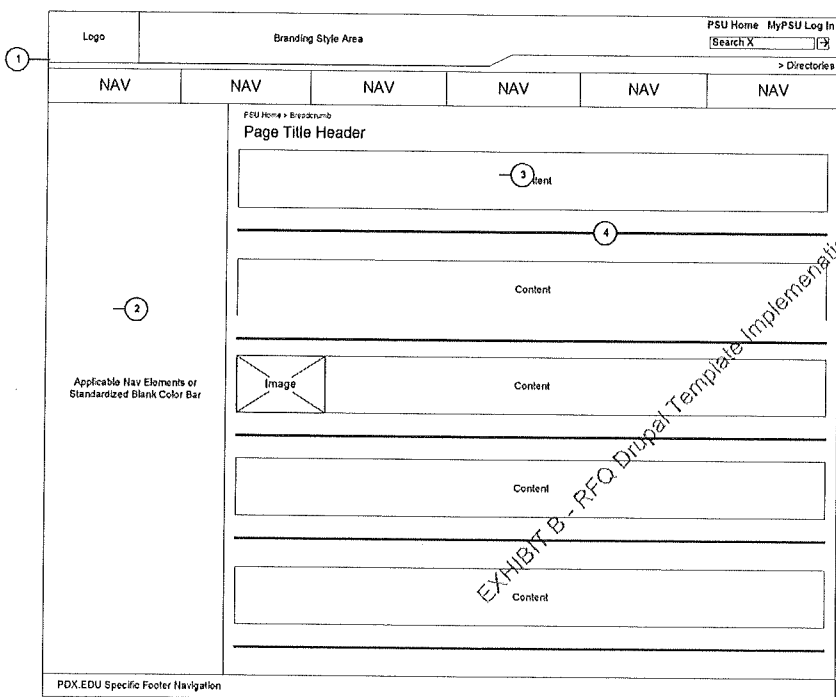 PSU Home MyPSU Log In
Logo
Branding Style Area
Search X
1
> Directories
NAV NAV NAV NAV NAV NAV
PSU Home > Breadcrumb
Page Title Header
3
4
Content
2
Applicable Nav Elements or
Standardized Blank Color Bar
Image
Content
Content
Content
PDX.EDU Specific Footer Navigation
EXHIBIT B - RFQ Drupal Template